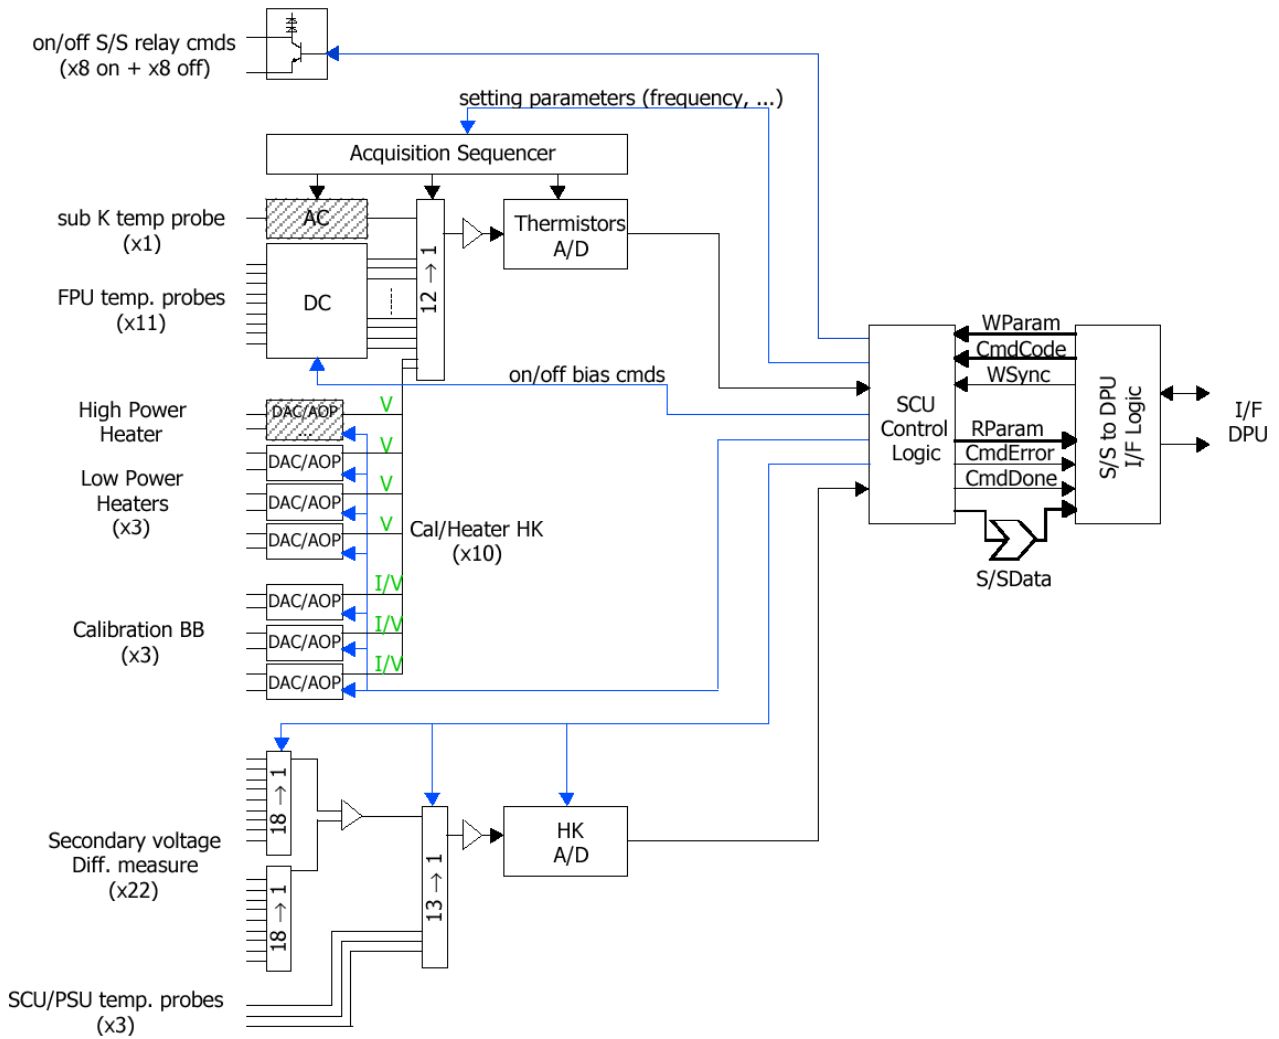 on/off S/S relay cmds
(x8 on + x8 off)
setting parameters (frequency, ...)
Acquisition Sequencer
sub K temp probe
(x1)
AC
12 → 1
Thermistors
A/D
FPU temp. probes
(x11)
DC
on/off bias cmds
High Power
Heater
DAC/AOP
...
V
Low Power
Heaters
(x3)
DAC/AOP
V
DAC/AOP
V
DAC/AOP
V
Cal/Heater HK
(x10)
Calibration BB
(x3)
DAC/AOP
I/V
DAC/AOP
I/V
DAC/AOP
I/V
SCU
Control
Logic
WParam
CmdCode
WSync
RParam
CmdError
CmdDone
S/SData
S/S to DPU
I/F Logic
I/F
DPU
Secondary voltage
Diff. measure
(x22)
18 → 1
18 → 1
13 → 1
HK
A/D
SCU/PSU temp. probes
(x3)